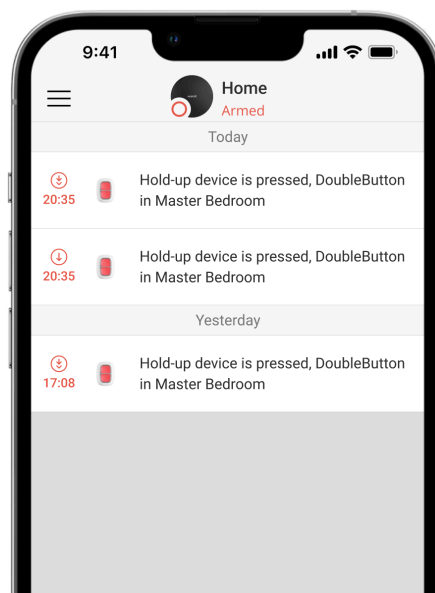 9:41
Home
Armed
Today
Hold-up device is pressed, DoubleButton
in Master Bedroom
20:35
Hold-up device is pressed, DoubleButton
in Master Bedroom
20:35
Yesterday
Hold-up device is pressed, DoubleButton
in Master Bedroom
17:08